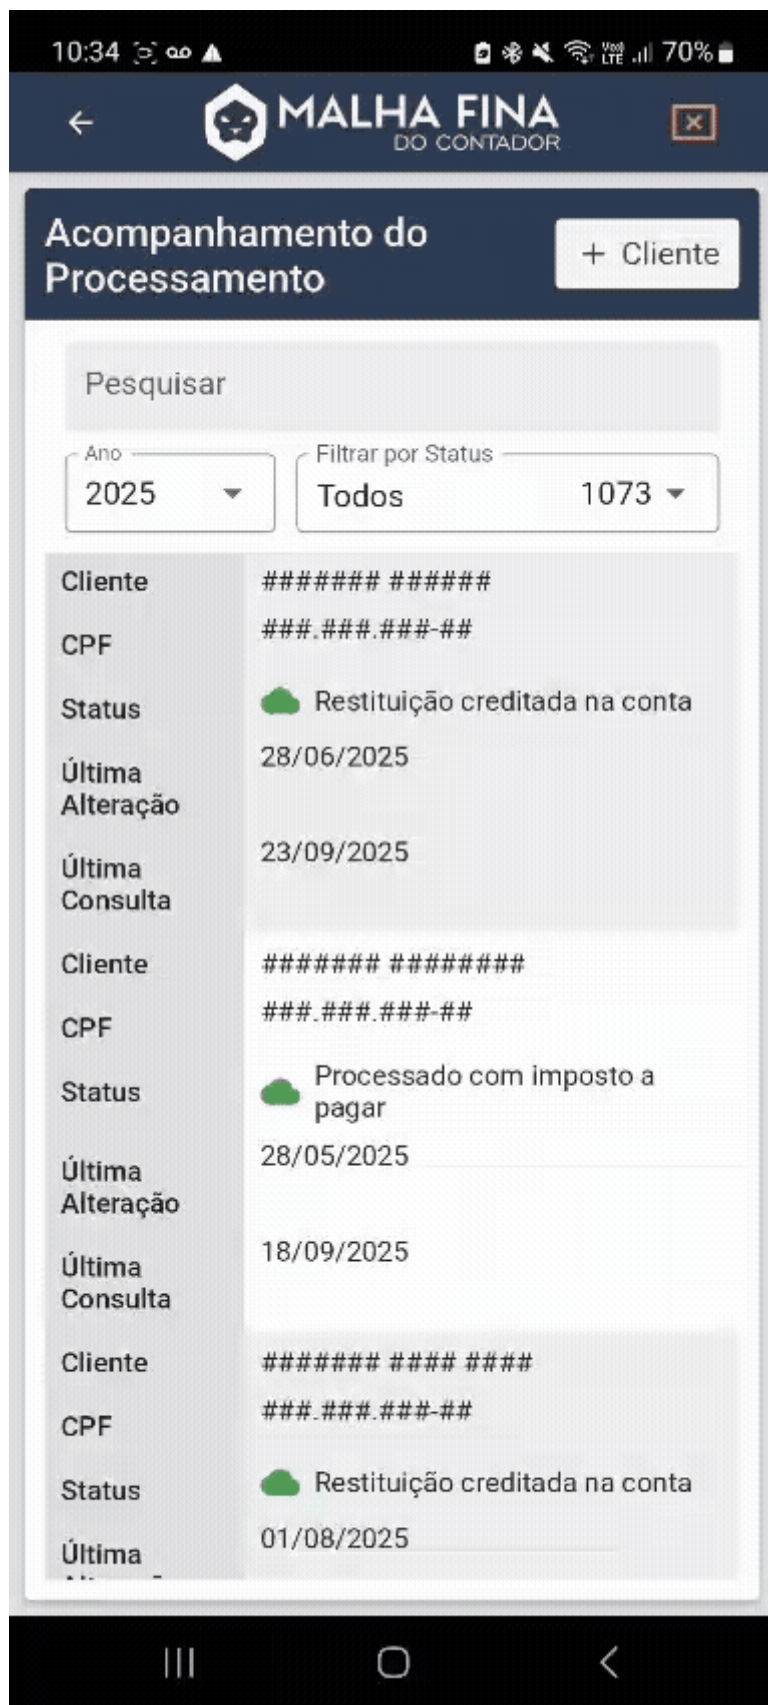 10:34 70%
MALHA FINA
DO CONTADOR
Acompanhamento do
Processamento
+ Cliente
Pesquisar
Ano
2025
Filtrar por Status
Todos 1073
Cliente ####### ######
CPF ###.###.###-##
Status Restituição creditada na conta
Última
Alteração
28/06/2025
Última
Consulta
23/09/2025
Cliente ####### ########
CPF ###.###.###-##
Status Processado com imposto a
pagar
Última
Alteração
28/05/2025
Última
Consulta
18/09/2025
Cliente ####### #### ####
CPF ###.###.###-##
Status Restituição creditada na conta
Última 01/08/2025